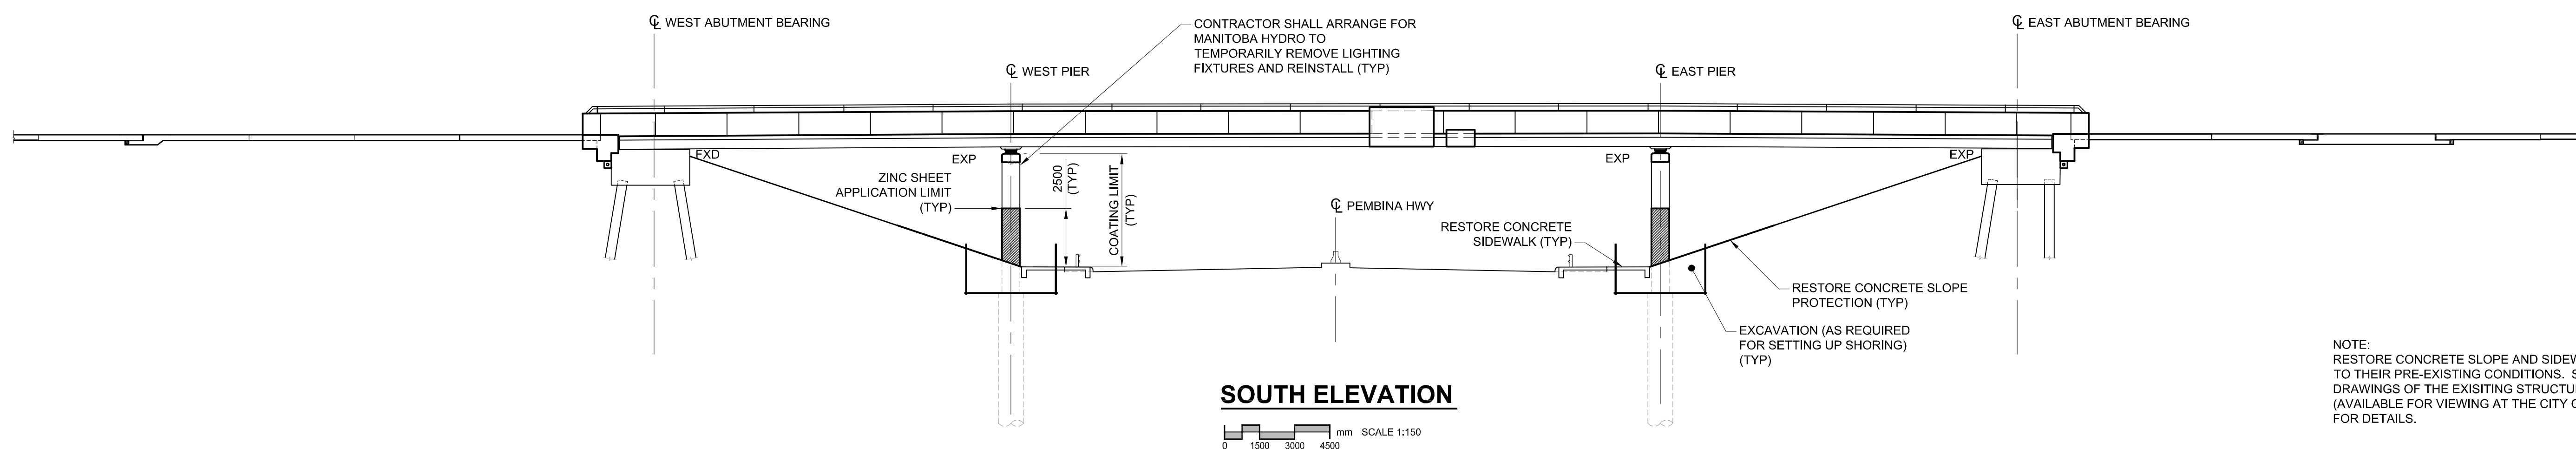 ℄ WEST ABUTMENT BEARING
CONTRACTOR SHALL ARRANGE FOR
MANITOBA HYDRO TO
TEMPORARILY REMOVE LIGHTING
FIXTURES AND REINSTALL (TYP)
℄ EAST ABUTMENT BEARING
℄ WEST PIER
℄ EAST PIER
FXD
EXP
EXP
EXP
ZINC SHEET
APPLICATION LIMIT
(TYP)
2500
(TYP)
COATING LIMIT
(TYP)
℄ PEMBINA HWY
RESTORE CONCRETE
SIDEWALK (TYP)
RESTORE CONCRETE SLOPE
PROTECTION (TYP)
EXCAVATION (AS REQUIRED
FOR SETTING UP SHORING)
(TYP)
SOUTH ELEVATION
mm SCALE 1:150
0 1500 3000 4500
NOTE:
RESTORE CONCRETE SLOPE AND
TO THEIR PRE-EXISTING CONDITIONS.
DRAWINGS OF THE EXISITING
(AVAILABLE FOR VIEWING AT THE CITY
FOR DETAILS.